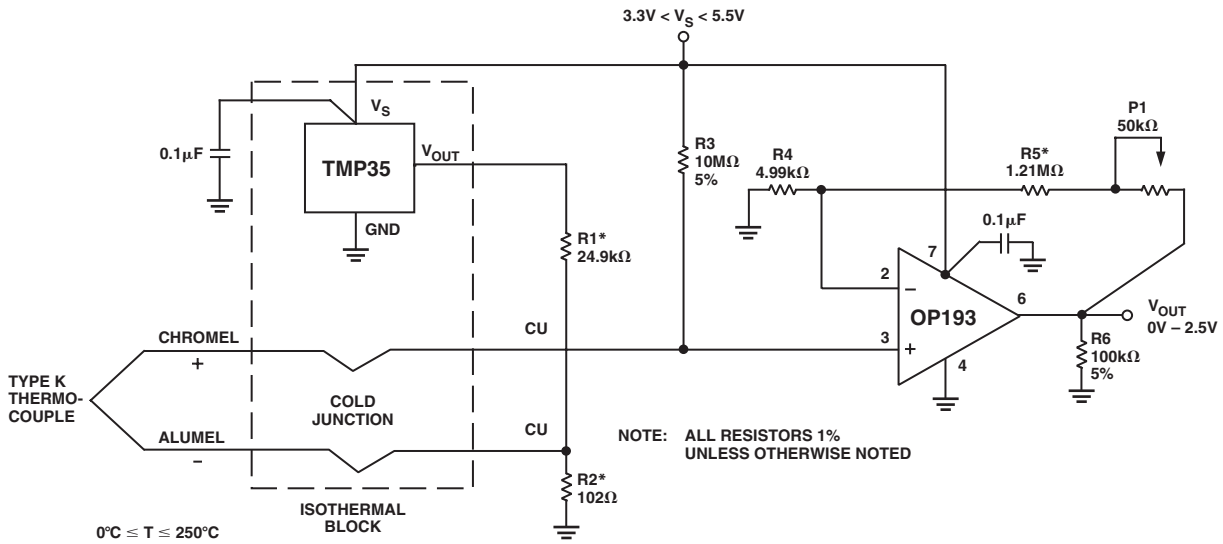 3.3V < VS < 5.5V
VS
0.1µF
TMP35
VOUT
GND
R1*
24.9kΩ
R3
10MΩ
5%
R4
4.99kΩ
R5*
1.21MΩ
P1
50kΩ
0.1µF
7
2
−
OP193
6
3
+
4
VOUT
0V – 2.5V
R6
100kΩ
5%
CHROMEL
+
CU
TYPE K
THERMO-
COUPLE
COLD
JUNCTION
ALUMEL
−
CU
NOTE: ALL RESISTORS 1%
UNLESS OTHERWISE NOTED
R2*
102Ω
ISOTHERMAL
BLOCK
0°C ≤ T ≤ 250°C